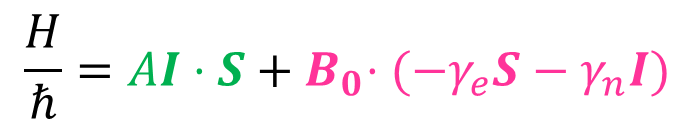 H/ħ = AI · S + B₀· (−γₑS − γₙI)